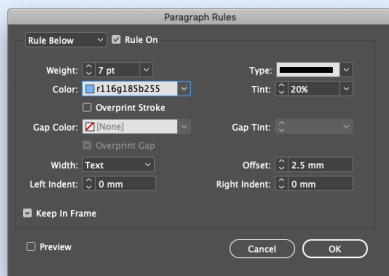 Paragraph Rules
Rule Below Rule On
Weight: 7 pt Type:
Color: r116g185b255 Tint: 20%
Overprint Stroke
Gap Color: [None] Gap Tint:
Overprint Gap
Width: Text Offset: 2.5 mm
Left Indent: 0 mm Right Indent: 0 mm
Keep In Frame
Preview Cancel OK